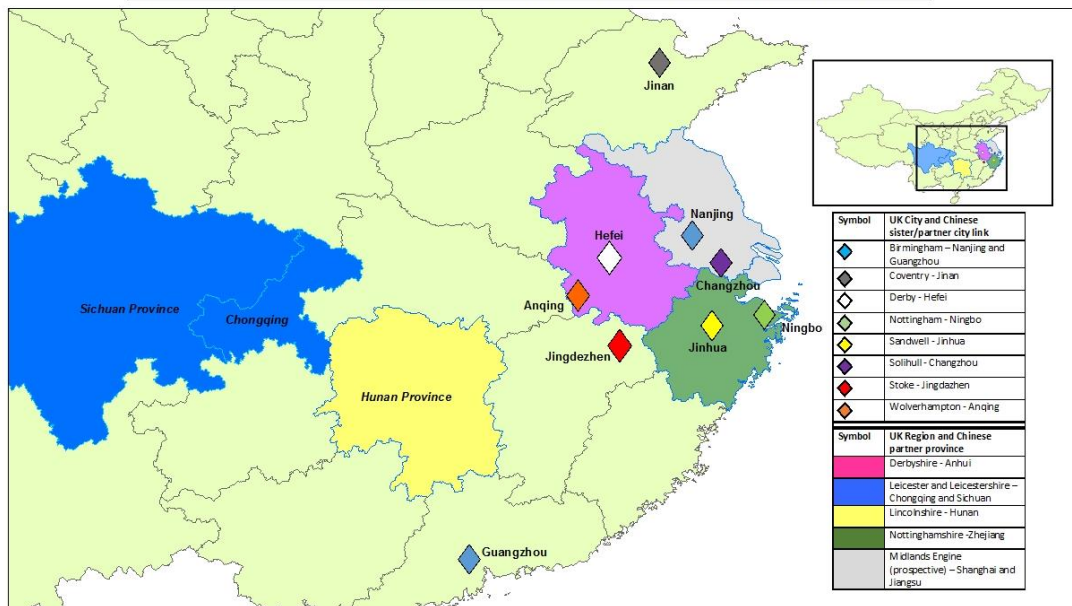 Jinan
Nanjing
Hefei
Changzhou
Anqing
Ningbo
Jinhua
Jingdezhen
Sichuan Province
Chongqing
Hunan Province
Guangzhou
Symbol
UK City and Chinese
sister/partner city link
Birmingham – Nanjing and
Guangzhou
Coventry - Jinan
Derby - Hefei
Nottingham - Ningbo
Sandwell - Jinhua
Solihull - Changzhou
Stoke - Jingdazhen
Wolverhampton - Anqing
Symbol
UK Region and Chinese
partner province
Derbyshire - Anhui
Leicester and Leicestershire –
Chongqing and Sichuan
Lincolnshire - Hunan
Nottinghamshire -Zhejiang
Midlands Engine
(prospective) – Shanghai and
Jiangsu